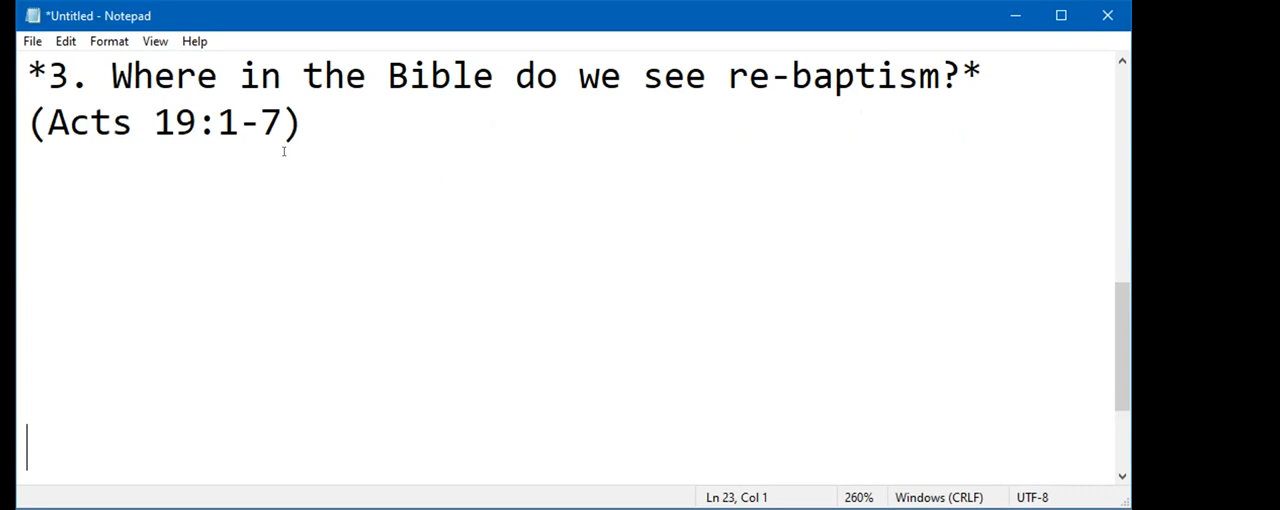 *Untitled - Notepad
File Edit Format View Help
*3. Where in the Bible do we see re-baptism?*
(Acts 19:1-7)
Ln 23, Col 1 260% Windows (CRLF) UTF-8